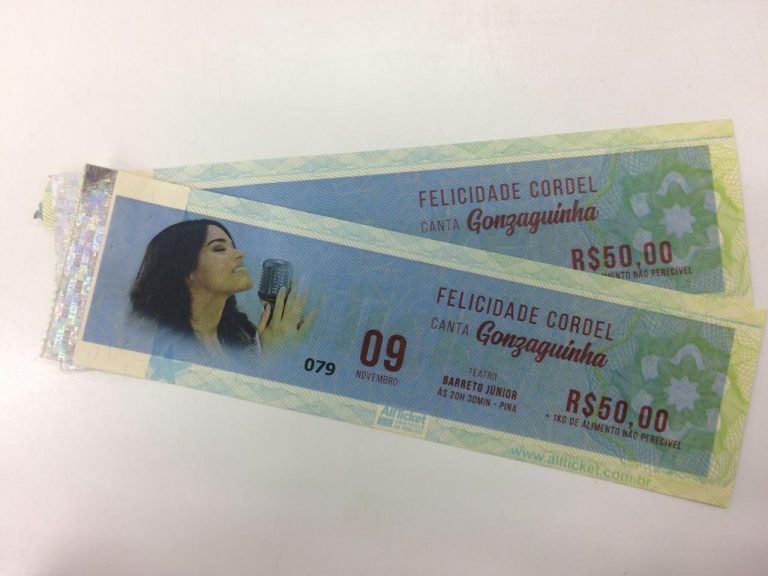 FELICIDADE CORDEL
CANTA Gonzaguinha
R$50,00
ALIMENTO NÃO PERECÍVEL
FELICIDADE CORDEL
CANTA Gonzaguinha
079
09
NOVEMBRO
TEATRO
BARRETO JÚNIOR
ÀS 20H 30MIN - PINA
R$50,00
+ 1KG DE ALIMENTO NÃO PERECÍVEL
Allticket
www.allticket.com.br